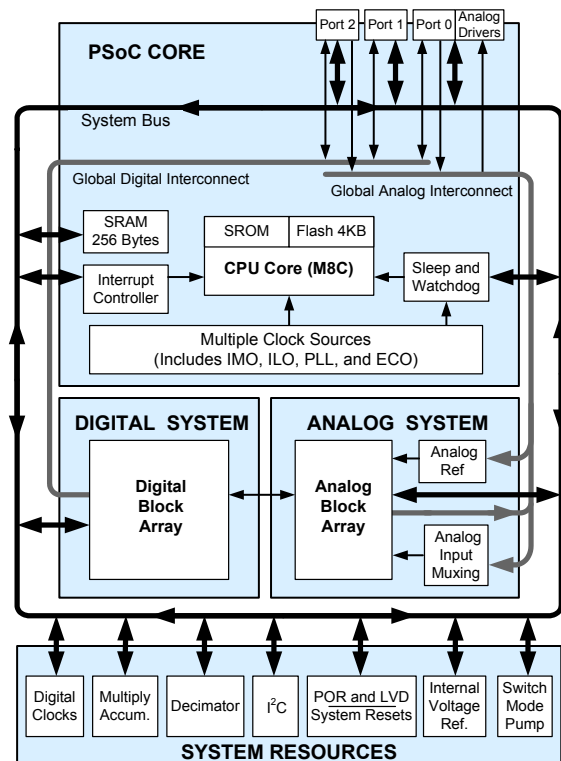 Port 2
Port 1
Port 0
Analog
Drivers
PSoC CORE
System Bus
Global Digital Interconnect
Global Analog Interconnect
SRAM
256 Bytes
SROM
Flash 4KB
CPU Core (M8C)
Interrupt
Controller
Sleep and
Watchdog
Multiple Clock Sources
(Includes IMO, ILO, PLL, and ECO)
DIGITAL SYSTEM
ANALOG SYSTEM
Digital
Block
Array
Analog
Block
Array
Analog
Ref
Analog
Input
Muxing
Digital
Clocks
Multiply
Accum.
Decimator
I²C
POR and LVD
System Resets
Internal
Voltage
Ref.
Switch
Mode
Pump
SYSTEM RESOURCES